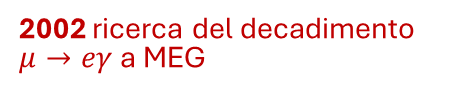 2002 ricerca del decadimento
𝜇 → 𝑒𝛾 a MEG